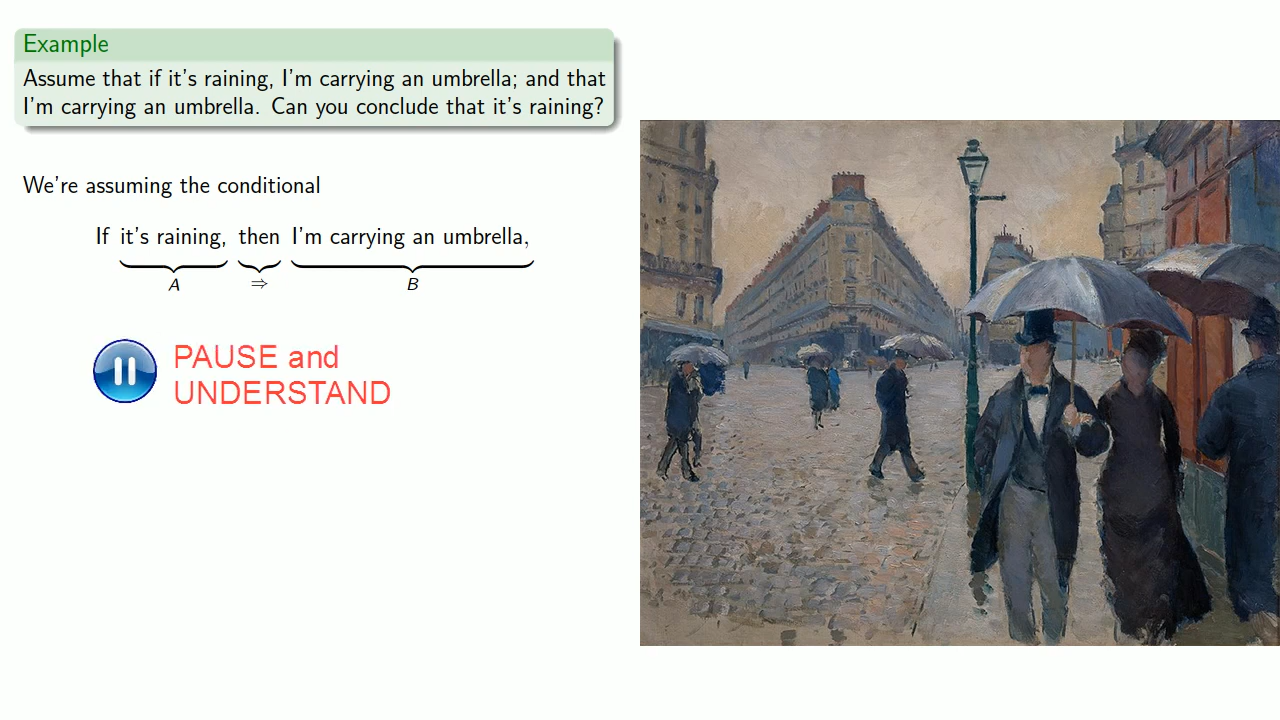 Example
Assume that if it's raining, I'm carrying an umbrella; and that
I'm carrying an umbrella. Can you conclude that it's raining?
We're assuming the conditional
If it's raining, then I'm carrying an umbrella,
A ⇒ B
PAUSE and
UNDERSTAND